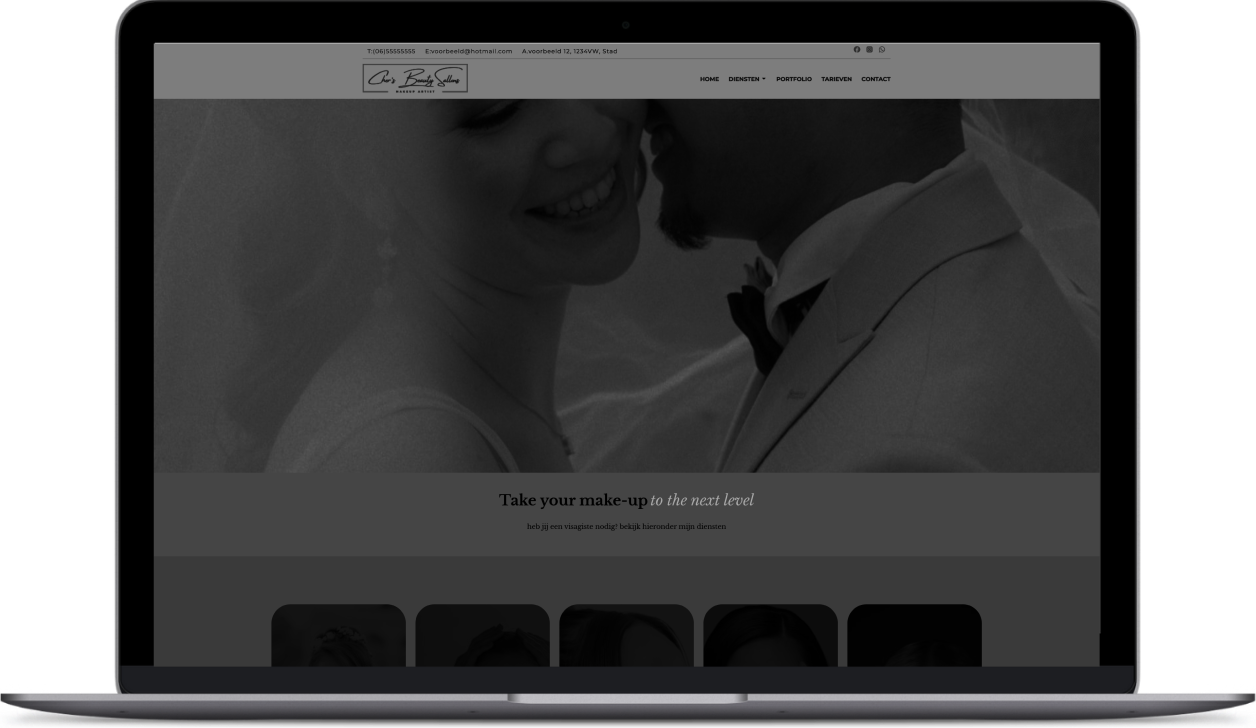 T:(06)55555555 E:voorbeeld@hotmail.com A.voorbeeld 12, 1234VW, Stad
Cher's Beauty Sallons
MAKEUP ARTIST
HOME DIENSTEN PORTFOLIO TARIEVEN CONTACT
Take your make-up to the next level
heb jij een visagiste nodig? bekijk hieronder mijn diensten